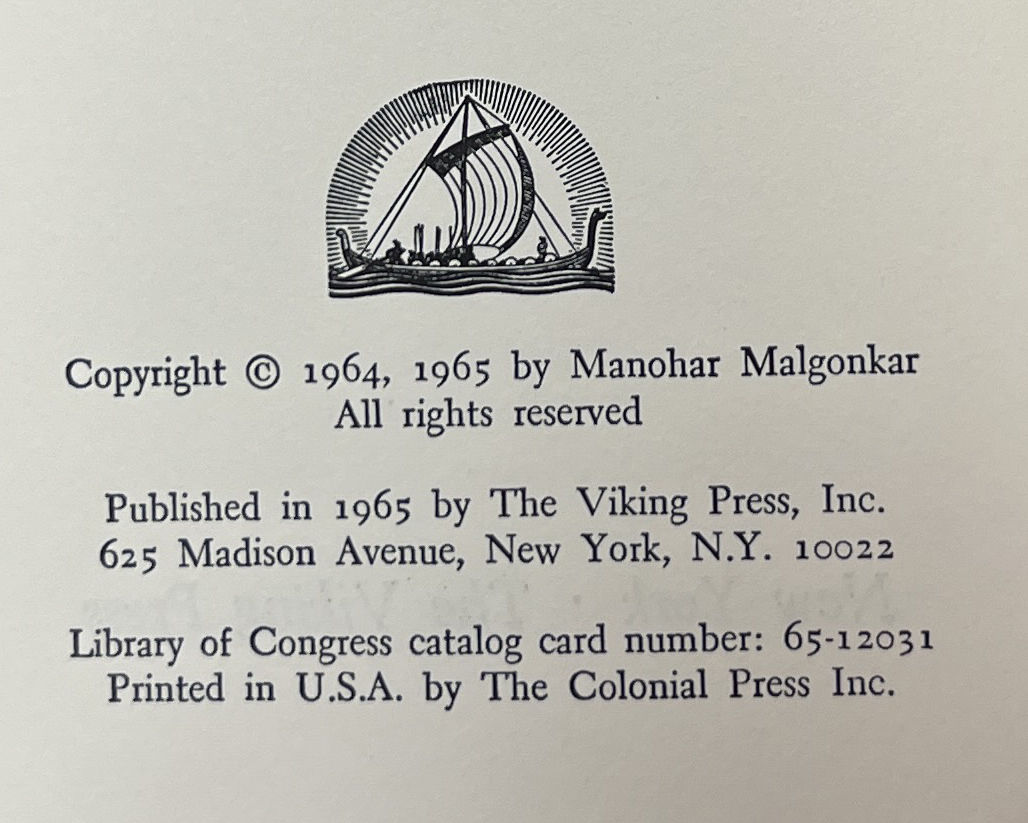 Copyright © 1964, 1965 by Manohar Malgonkar
All rights reserved
Published in 1965 by The Viking Press, Inc.
625 Madison Avenue, New York, N.Y. 10022
Library of Congress catalog card number: 65-12031
Printed in U.S.A. by The Colonial Press Inc.